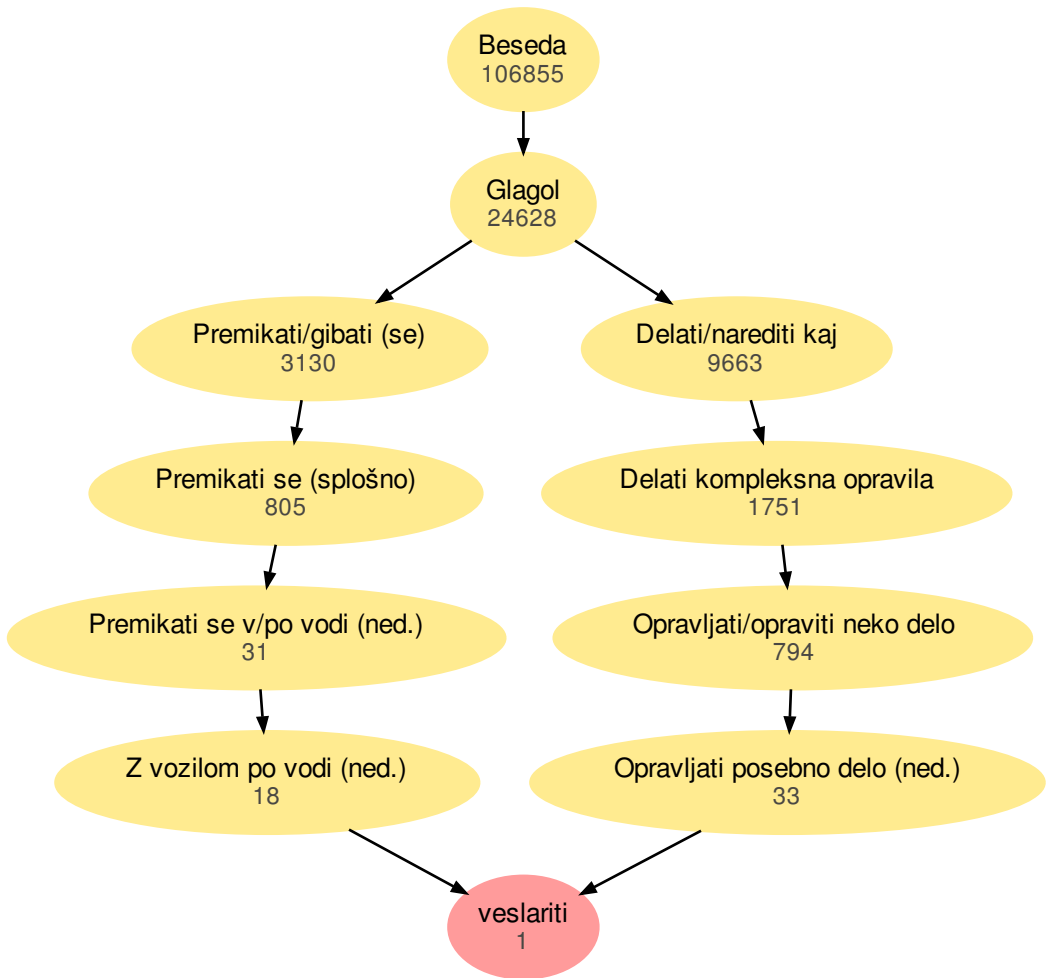 Beseda
106855
Glagol
24628
Premikati/gibati (se)
3130
Delati/narediti kaj
9663
Premikati se (splošno)
805
Delati kompleksna opravila
1751
Premikati se v/po vodi (ned.)
31
Opravljati/opraviti neko delo
794
Z vozilom po vodi (ned.)
18
Opravljati posebno delo (ned.)
33
veslariti
1